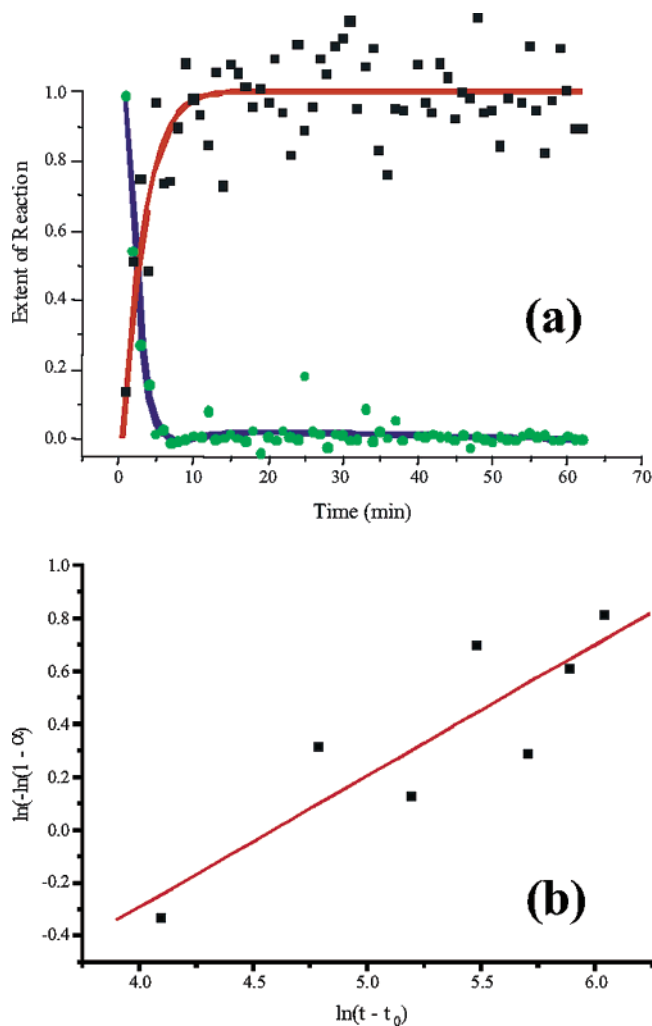 1.0
0.8
0.6
0.4
0.2
0.0
Extent of Reaction
(a)
0 10 20 30 40 50 60 70
Time (min)
1.0
0.8
0.6
0.4
0.2
0.0
-0.2
-0.4
ln(-ln(1 - α)
(b)
4.0 4.5 5.0 5.5 6.0
ln(t - t₀)